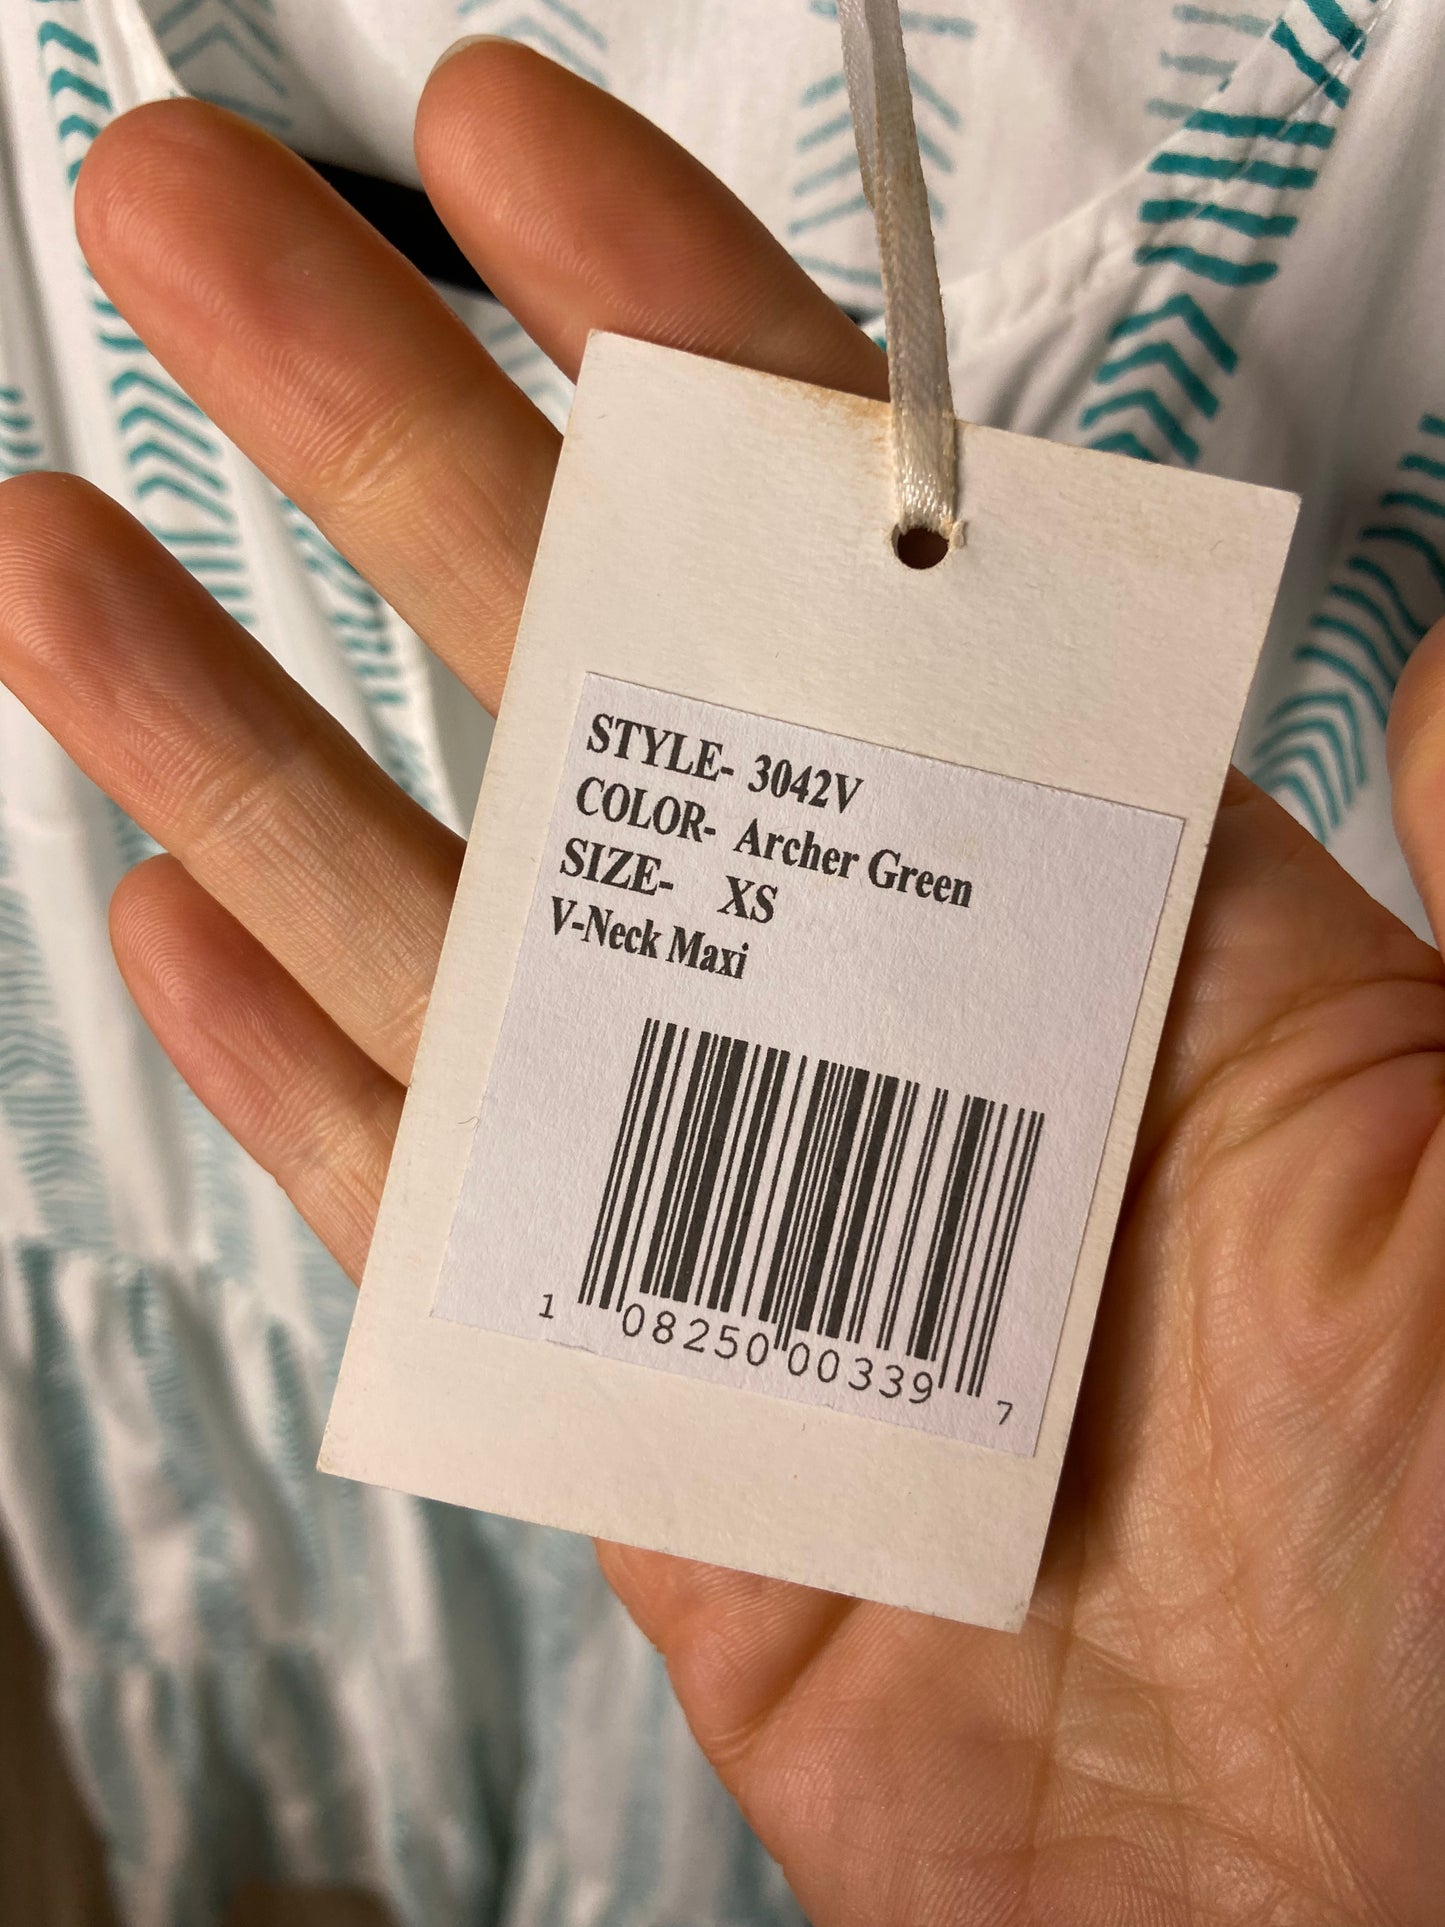 STYLE- 3042V
COLOR- Archer Green
SIZE- XS
V-Neck Maxi
1 08250 00339 7